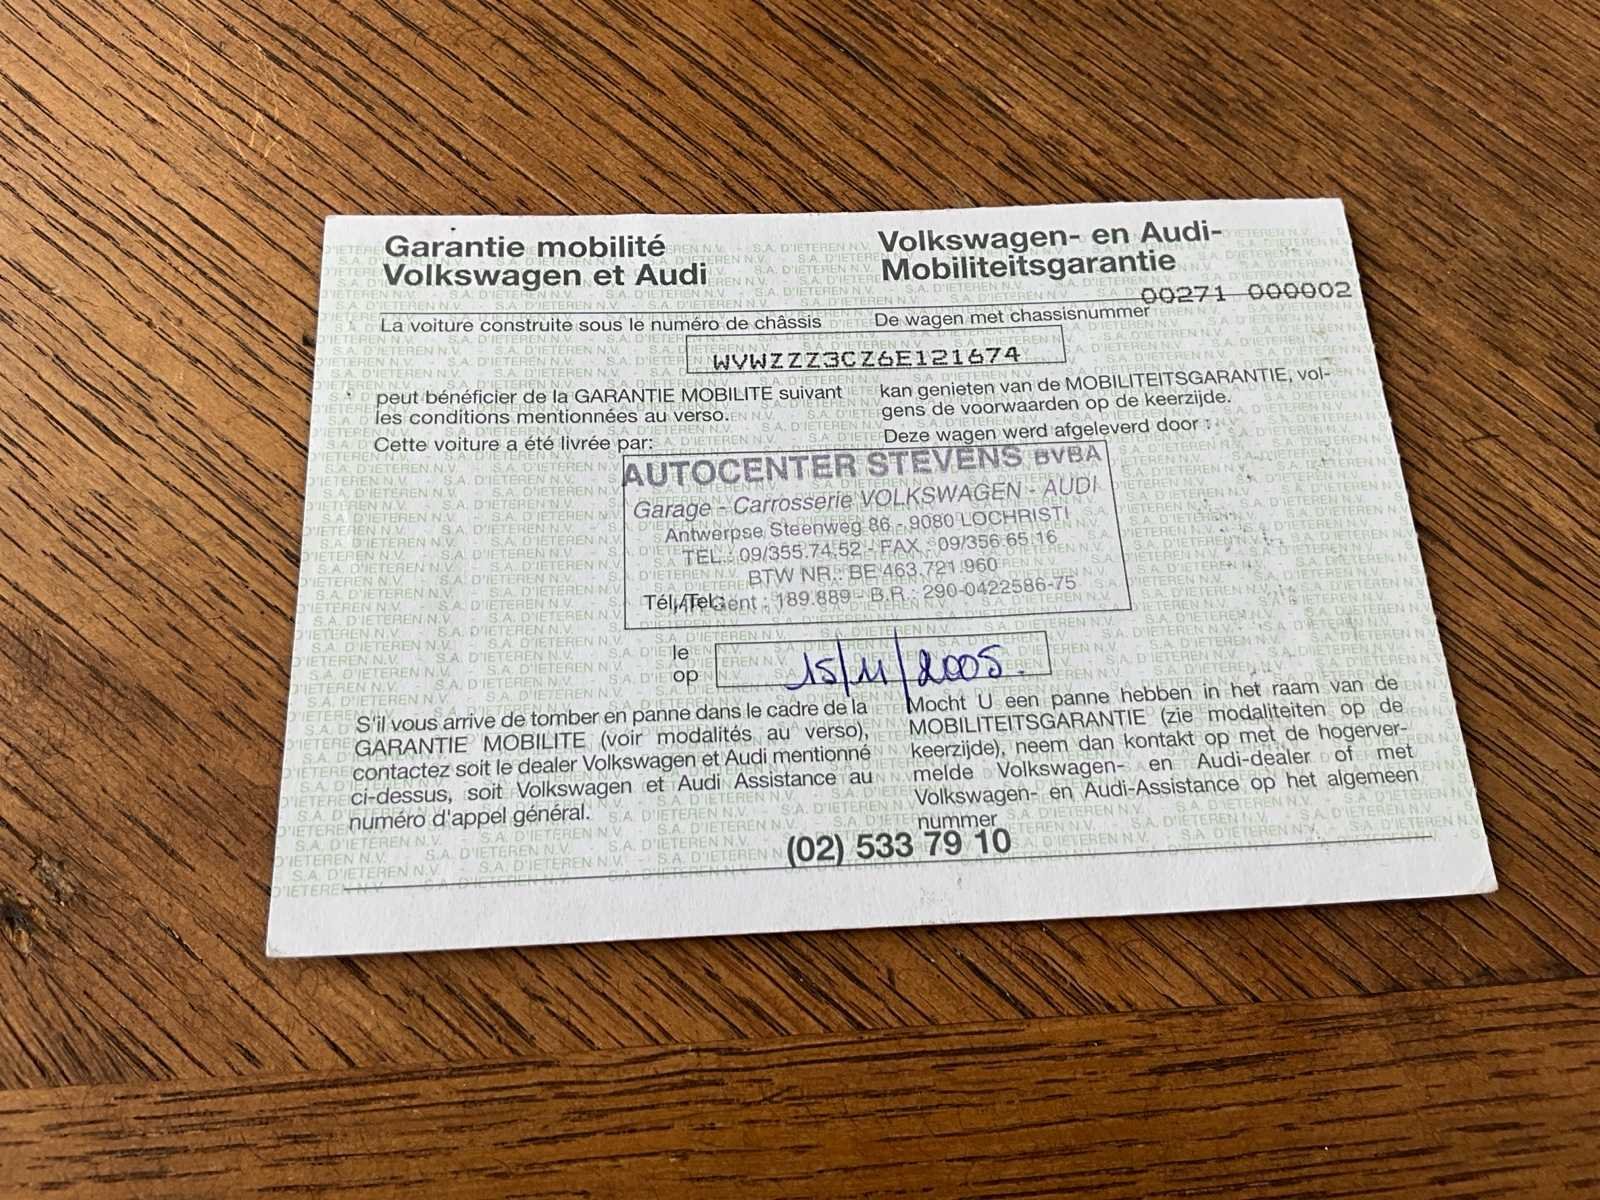 Garantie mobilité
Volkswagen et Audi
Volkswagen- en Audi-
Mobiliteitsgarantie
00271 000002
La voiture construite sous le numéro de châssis
De wagen met chassisnummer
WVWZZZ3CZ6E121674
peut bénéficier de la GARANTIE MOBILITE suivant
les conditions mentionnées au verso.
Cette voiture a été livrée par:
kan genieten van de MOBILITEITSGARANTIE, vol-
gens de voorwaarden op de keerzijde.
Deze wagen werd afgeleverd door :
AUTOCENTER STEVENS BVBA
Garage - Carrosserie VOLKSWAGEN - AUDI
Antwerpse Steenweg 86 - 9080 LOCHRISTI
TEL.: 09/355.74.52 - FAX : 09/356 65 16
BTW NR.: BE 463.721.960
Tél./Tel.:
Gent : 189.889 - B.R.: 290-0422586-75
le
op
15/11/2005.
S'il vous arrive de tomber en panne dans le cadre de la
GARANTIE MOBILITE (voir modalités au verso),
contactez soit le dealer Volkswagen et Audi mentionné
ci-dessus, soit Volkswagen et Audi Assistance au
numéro d'appel général.
Mocht U een panne hebben in het raam van de
MOBILITEITSGARANTIE (zie modaliteiten op de
keerzijde), neem dan kontakt op met de hogerver-
melde Volkswagen- en Audi-dealer of met
Volkswagen- en Audi-Assistance op het algemeen
nummer
(02) 533 79 10